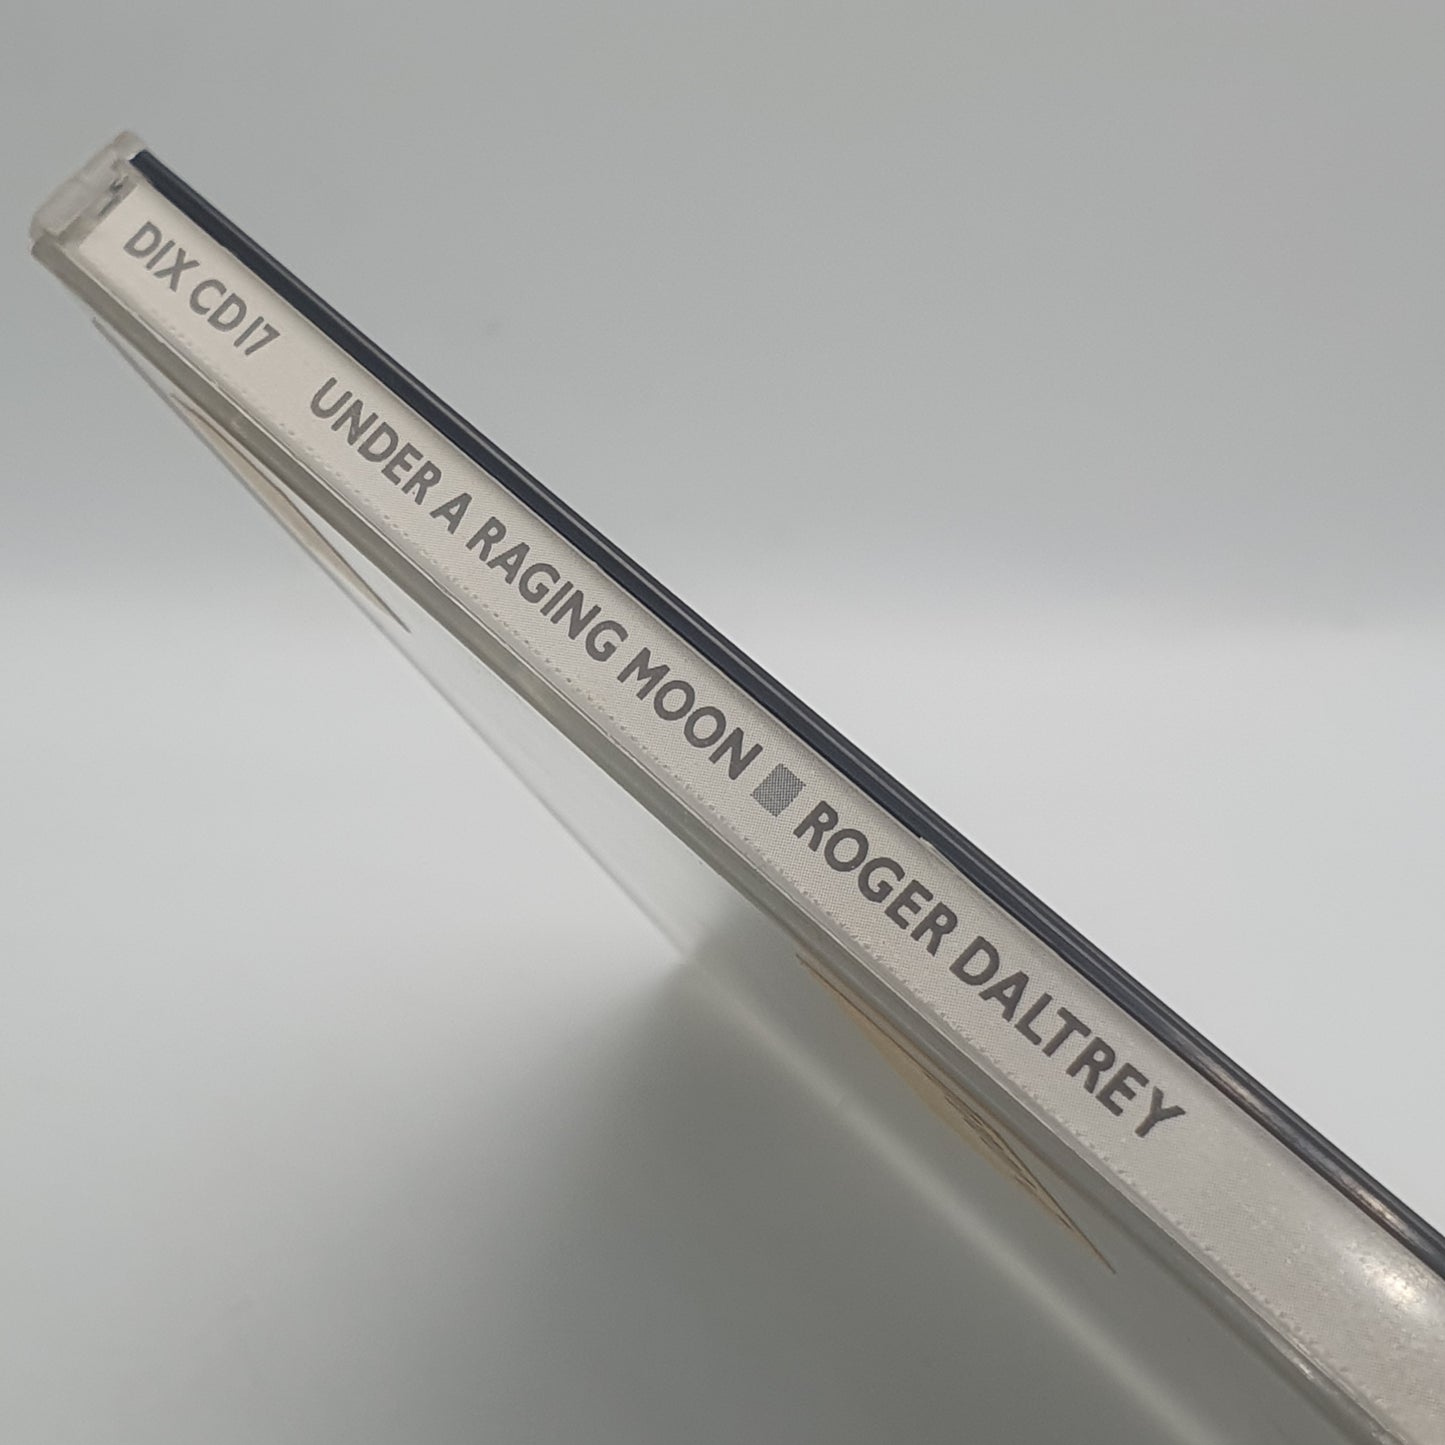 DIX CD17 UNDER A RAGING MOON ROGER DALTREY